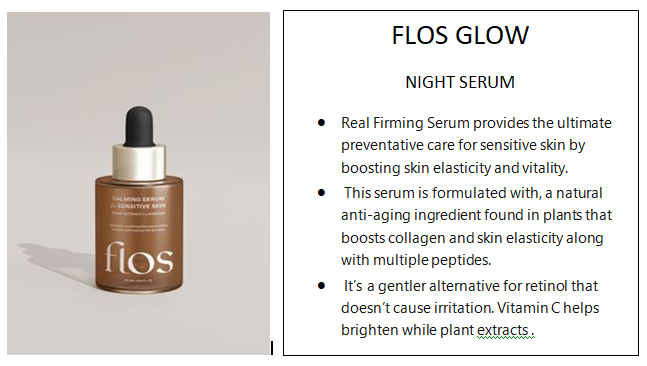 CALMING SERUM
for SENSITIVE SKIN
flos
FLOS GLOW
NIGHT SERUM
● Real Firming Serum provides the ultimate
preventative care for sensitive skin by
boosting skin elasticity and vitality.
● This serum is formulated with, a natural
anti-aging ingredient found in plants that
boosts collagen and skin elasticity along
with multiple peptides.
● It’s a gentler alternative for retinol that
doesn’t cause irritation. Vitamin C helps
brighten while plant extracts .